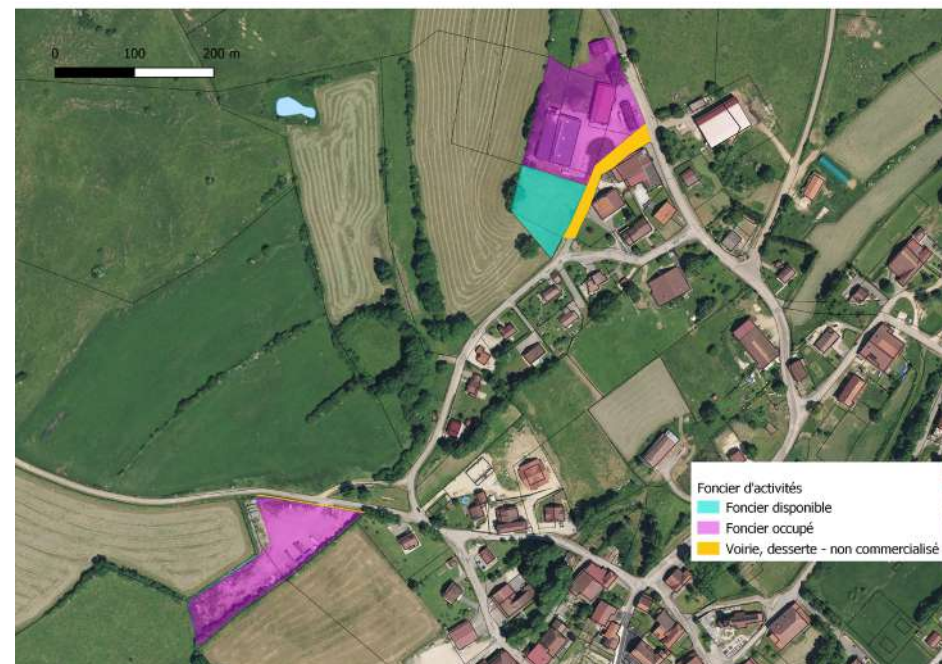 0 100 200 m
Foncier d'activités
Foncier disponible
Foncier occupé
Voirie, desserte - non commercialisé